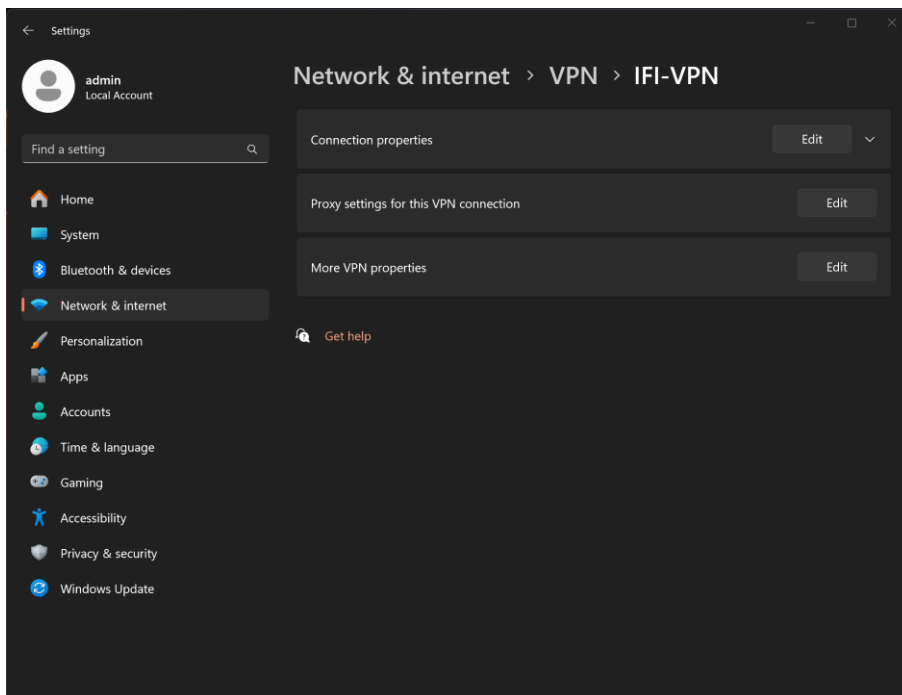 Settings
admin
Local Account
Find a setting
Home
System
Bluetooth & devices
Network & internet
Personalization
Apps
Accounts
Time & language
Gaming
Accessibility
Privacy & security
Windows Update
Network & internet > VPN > IFI-VPN
Connection properties
Edit
Proxy settings for this VPN connection
Edit
More VPN properties
Edit
Get help